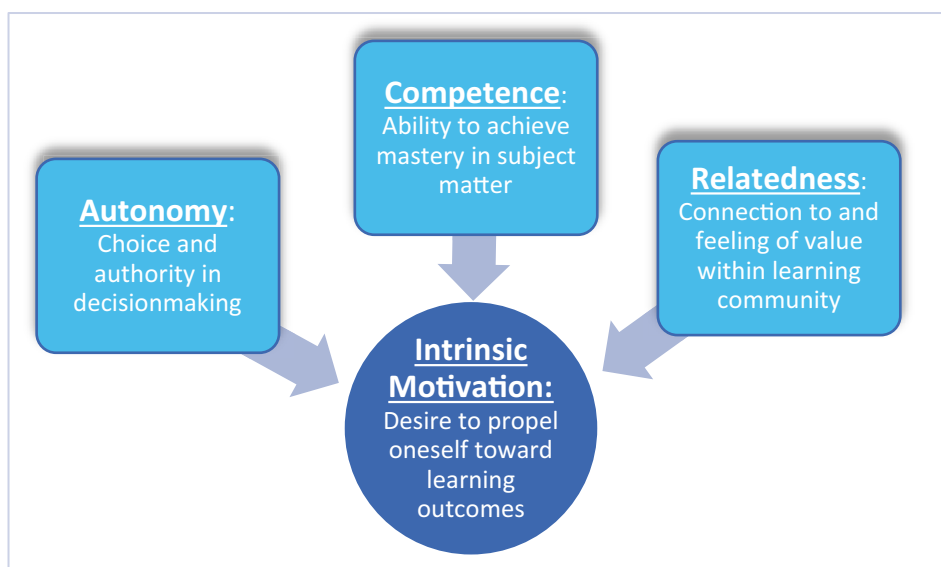 Competence:
Ability to achieve
mastery in subject
matter
Autonomy:
Choice and
authority in
decisionmaking
Relatedness:
Connection to and
feeling of value
within learning
community
Intrinsic
Motivation:
Desire to propel
oneself toward
learning
outcomes